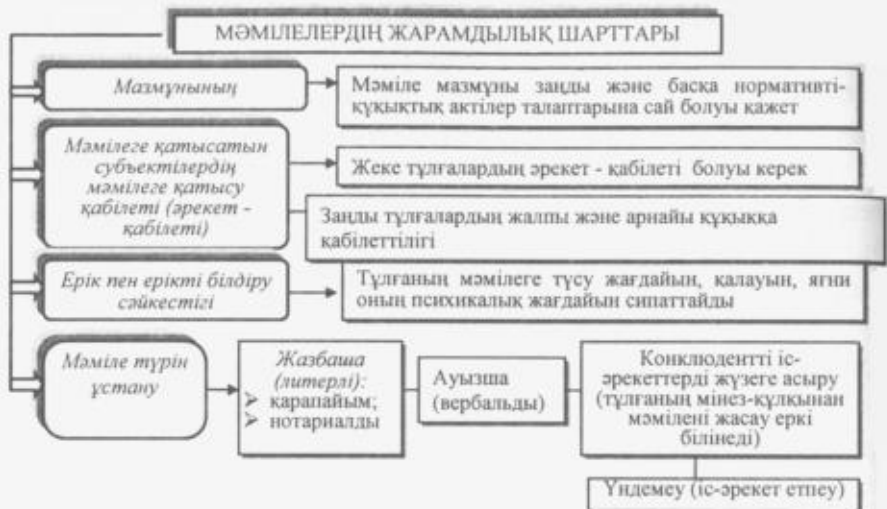 МӘМІЛЕЛЕРДІҢ ЖАРАМДЫЛЫҚ ШАРТТАРЫ
Мазмұнының
Мәміле мазмұны заңды және басқа нормативті-
құқықтық актілер талаптарына сай болуы қажет
Мәмілеге қатысатын
субъектілердің
мәмілеге қатысу
қабілеті (әрекет -
қабілеті)
Жеке тұлғалардың әрекет - қабілеті болуы керек
Заңды тұлғалардың жалпы және арнайы құқыққа
қабілеттілігі
Ерік пен ерікті білдіру
сәйкестігі
Тұлғаның мәмілеге түсу жағдайын, қалауын, яғни
оның психикалық жағдайын сипаттайды
Мәміле түрін
ұстану
Жазбаша
(литерлі):
➢ қарапайым;
➢ нотариалды
Ауызша
(вербальды)
Конклюдентті іс-
әрекеттерді жүзеге асыру
(тұлғаның мінез-құлқынан
мәмілені жасау еркі
білінеді)
Үндемеу (іс-әрекет етпеу)